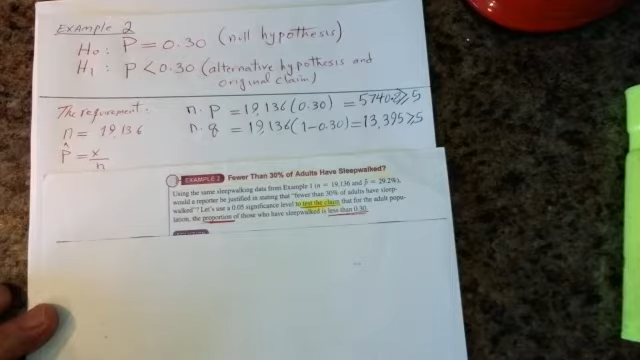 Example 2
H₀: P = 0.30 (null hypothesis)
H₁: P < 0.30 (alternative hypothesis and
original claim)
The requirement:
n = 19,136
p̂ = x/n
n.p = 19,136(0.30) = 5740.8 ≥ 5
n.q = 19,136(1-0.30) = 13,395 ≥ 5
EXAMPLE 2 Fewer Than 30% of Adults Have Sleepwalked?
Using the same sleepwalking data from Example 1 (n = 19,136 and p̂ = 29.2%),
would a reporter be justified in stating that "fewer than 30% of adults have sleep-
walked"? Let's use a 0.05 significance level to test the claim that for the adult popu-
lation, the proportion of those who have sleepwalked is less than 0.30.